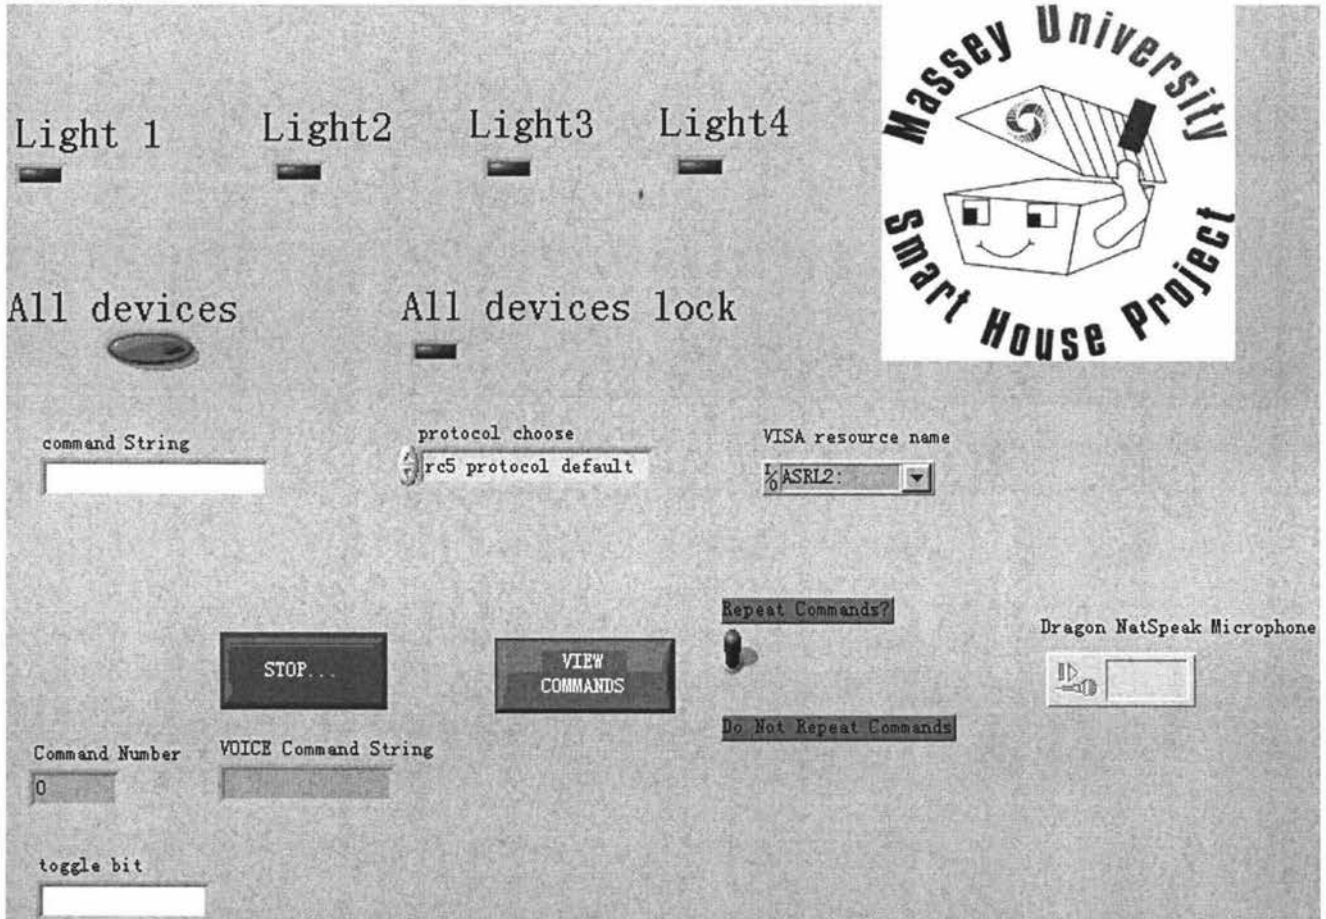 Massey University
Smart House Project
Light 1
Light2
Light3
Light4
All devices
All devices lock
command String
protocol choose
rc5 protocol default
VISA resource name
I/O ASRL2:
STOP...
VIEW
COMMANDS
Repeat Commands?
Do Not Repeat Commands
Dragon NatSpeak Microphone
Command Number
0
VOICE Command String
toggle bit